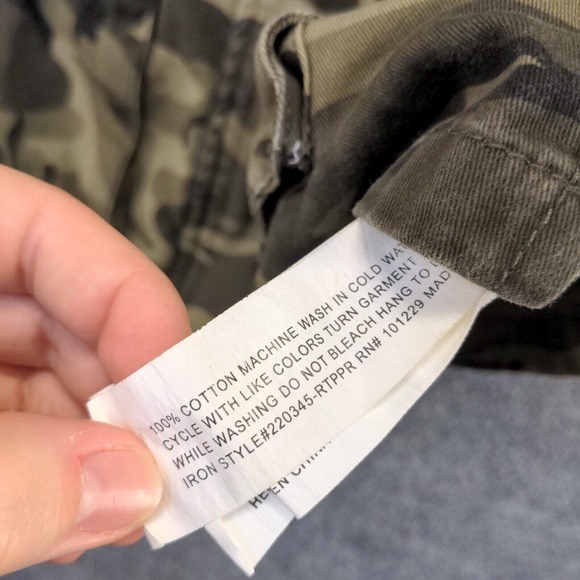 100% COTTON MACHINE WASH IN COLD
CYCLE WITH LIKE COLORS TURN GARMENT
WHILE WASHING DO NOT BLEACH HANG TO
IRON STYLE#220345-RTPPR RN# 101229 MAD
EN